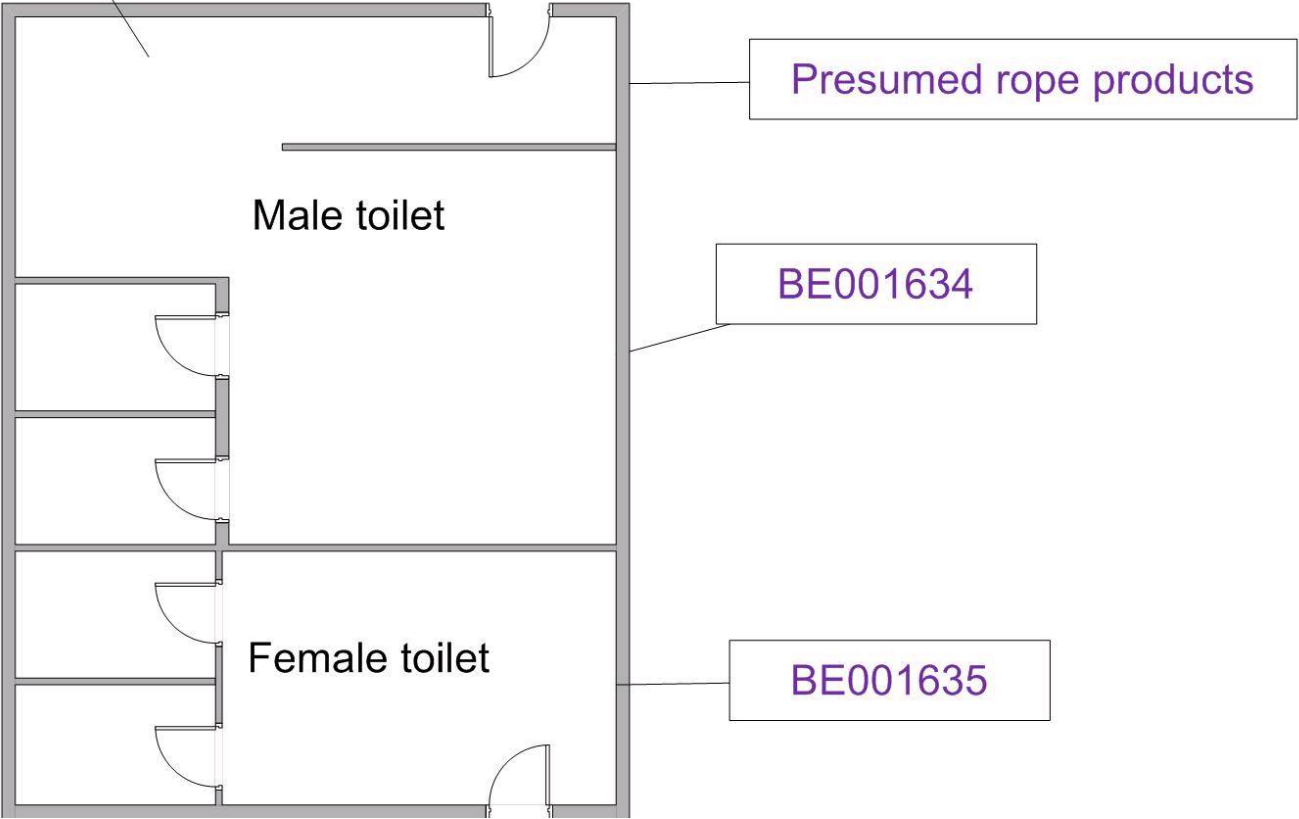 Presumed rope products
Male toilet
BE001634
Female toilet
BE001635